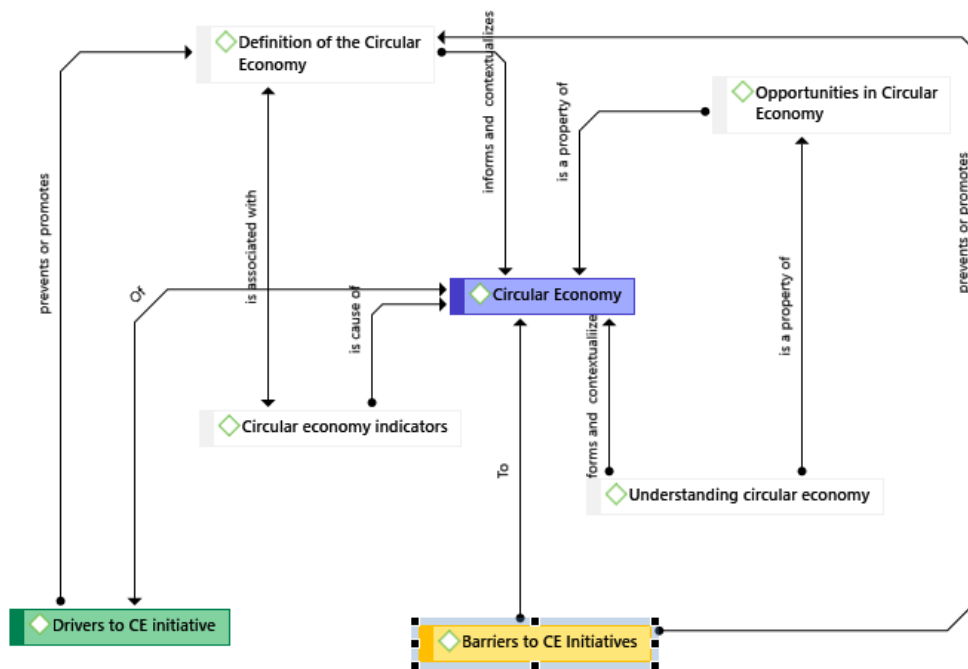 Definition of the Circular
Economy
Opportunities in Circular
Economy
informs and contextualizes
is a property of
prevents or promotes
prevents or promotes
is associated with
Of
is a property of
Circular Economy
is cause of
forms and contextualiize
Circular economy indicators
To
Understanding circular economy
Drivers to CE initiative
Barriers to CE Initiatives